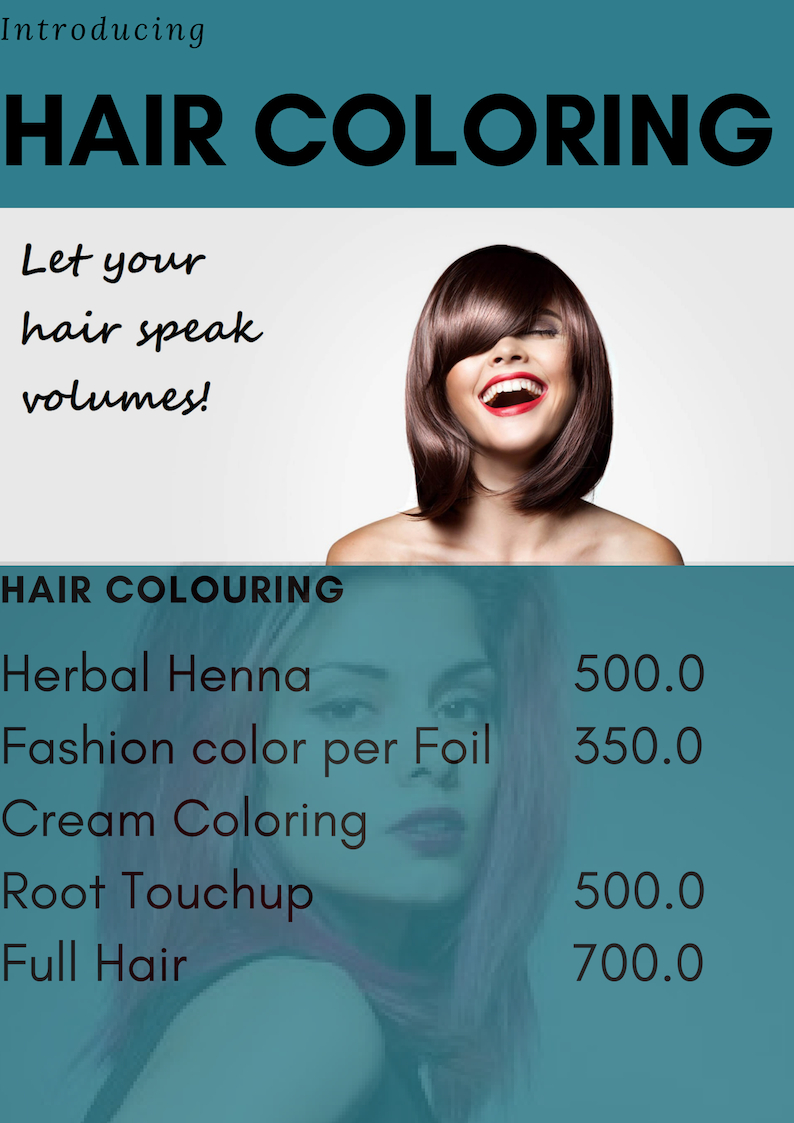 Introducing
HAIR COLORING
Let your
hair speak
volumes!
HAIR COLOURING
Herbal Henna 500.0
Fashion color per Foil 350.0
Cream Coloring
Root Touchup 500.0
Full Hair 700.0